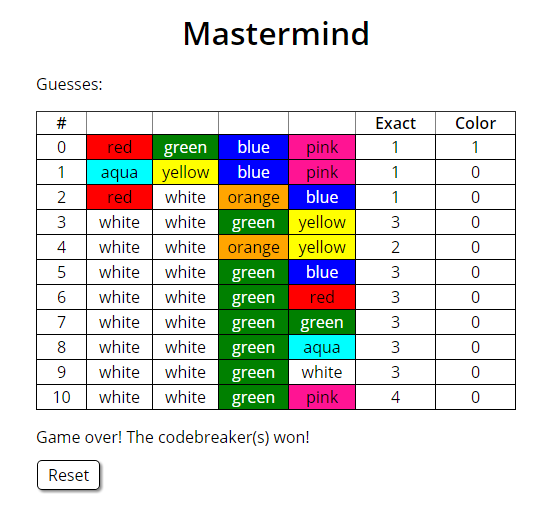 Mastermind
Guesses:
# Exact Color
0 red green blue pink 1 1
1 aqua yellow blue pink 1 0
2 red white orange blue 1 0
3 white white green yellow 3 0
4 white white orange yellow 2 0
5 white white green blue 3 0
6 white white green red 3 0
7 white white green green 3 0
8 white white green aqua 3 0
9 white white green white 3 0
10 white white green pink 4 0
Game over! The codebreaker(s) won!
Reset